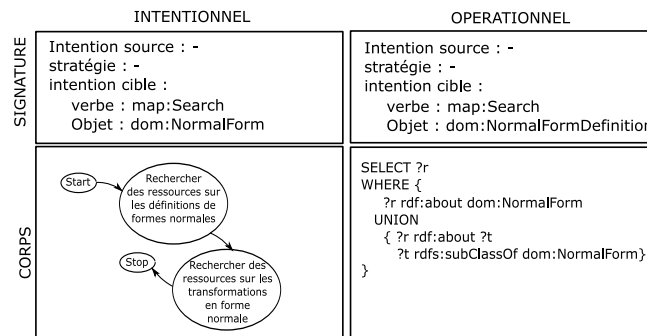 INTENTIONNEL
OPERATIONNEL
SIGNATURE
Intention source : -
stratégie : -
intention cible :
verbe : map:Search
Objet : dom:NormalForm
Intention source : -
stratégie : -
intention cible :
verbe : map:Search
Objet : dom:NormalFormDefinition
CORPS
Start
Rechercher
des ressources sur
les définitions de
formes normales
Stop
Rechercher des
ressources sur les
transformations
en forme
normale
SELECT ?r
WHERE {
?r rdf:about dom:NormalForm
UNION
{ ?r rdf:about ?t
?t rdfs:subClassOf dom:NormalForm}
}